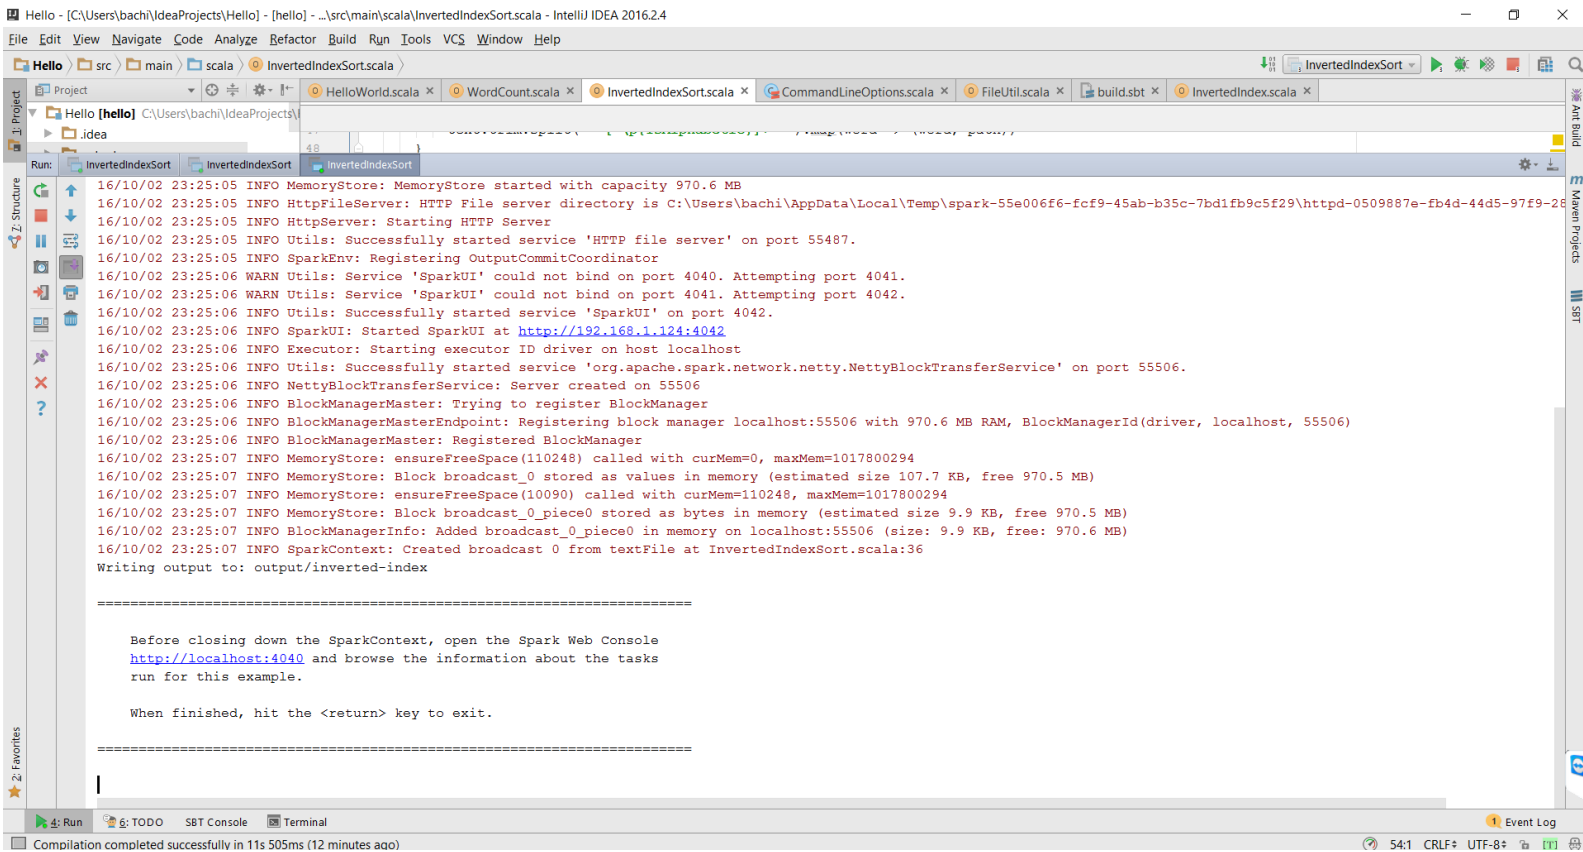 Hello - [C:\Users\bachi\IdeaProjects\Hello] - [hello] - ...\src\main\scala\InvertedIndexSort.scala - IntelliJ IDEA 2016.2.4
File Edit View Navigate Code Analyze Refactor Build Run Tools VCS Window Help
Hello src main scala InvertedIndexSort.scala
InvertedIndexSort
Project
HelloWorld.scala WordCount.scala InvertedIndexSort.scala CommandLineOptions.scala FileUtil.scala build.sbt InvertedIndex.scala
1: Project
Z: Structure
2: Favorites
Ant Build
Maven Projects
SBT
Hello [hello] C:\Users\bachi\IdeaProjects\
.idea
48 }
Run: InvertedIndexSort InvertedIndexSort InvertedIndexSort
16/10/02 23:25:05 INFO MemoryStore: MemoryStore started with capacity 970.6 MB
16/10/02 23:25:05 INFO HttpFileServer: HTTP File server directory is C:\Users\bachi\AppData\Local\Temp\spark-55e006f6-fcf9-45ab-b35c-7bd1fb9c5f29\httpd-0509887e-fb4d-44d5-97f9-28
16/10/02 23:25:05 INFO HttpServer: Starting HTTP Server
16/10/02 23:25:05 INFO Utils: Successfully started service 'HTTP file server' on port 55487.
16/10/02 23:25:05 INFO SparkEnv: Registering OutputCommitCoordinator
16/10/02 23:25:06 WARN Utils: Service 'SparkUI' could not bind on port 4040. Attempting port 4041.
16/10/02 23:25:06 WARN Utils: Service 'SparkUI' could not bind on port 4041. Attempting port 4042.
16/10/02 23:25:06 INFO Utils: Successfully started service 'SparkUI' on port 4042.
16/10/02 23:25:06 INFO SparkUI: Started SparkUI at http://192.168.1.124:4042
16/10/02 23:25:06 INFO Executor: Starting executor ID driver on host localhost
16/10/02 23:25:06 INFO Utils: Successfully started service 'org.apache.spark.network.netty.NettyBlockTransferService' on port 55506.
16/10/02 23:25:06 INFO NettyBlockTransferService: Server created on 55506
16/10/02 23:25:06 INFO BlockManagerMaster: Trying to register BlockManager
16/10/02 23:25:06 INFO BlockManagerMasterEndpoint: Registering block manager localhost:55506 with 970.6 MB RAM, BlockManagerId(driver, localhost, 55506)
16/10/02 23:25:06 INFO BlockManagerMaster: Registered BlockManager
16/10/02 23:25:07 INFO MemoryStore: ensureFreeSpace(110248) called with curMem=0, maxMem=1017800294
16/10/02 23:25:07 INFO MemoryStore: Block broadcast_0 stored as values in memory (estimated size 107.7 KB, free 970.5 MB)
16/10/02 23:25:07 INFO MemoryStore: ensureFreeSpace(10090) called with curMem=110248, maxMem=1017800294
16/10/02 23:25:07 INFO MemoryStore: Block broadcast_0_piece0 stored as bytes in memory (estimated size 9.9 KB, free 970.5 MB)
16/10/02 23:25:07 INFO BlockManagerInfo: Added broadcast_0_piece0 in memory on localhost:55506 (size: 9.9 KB, free: 970.6 MB)
16/10/02 23:25:07 INFO SparkContext: Created broadcast 0 from textFile at InvertedIndexSort.scala:36
Writing output to: output/inverted-index
========================================================================
Before closing down the SparkContext, open the Spark Web Console
http://localhost:4040 and browse the information about the tasks
run for this example.
When finished, hit the <return> key to exit.
========================================================================
4: Run 6: TODO SBT Console Terminal 1 Event Log
Compilation completed successfully in 11s 505ms (12 minutes ago) 54:1 CRLF UTF-8 [T]